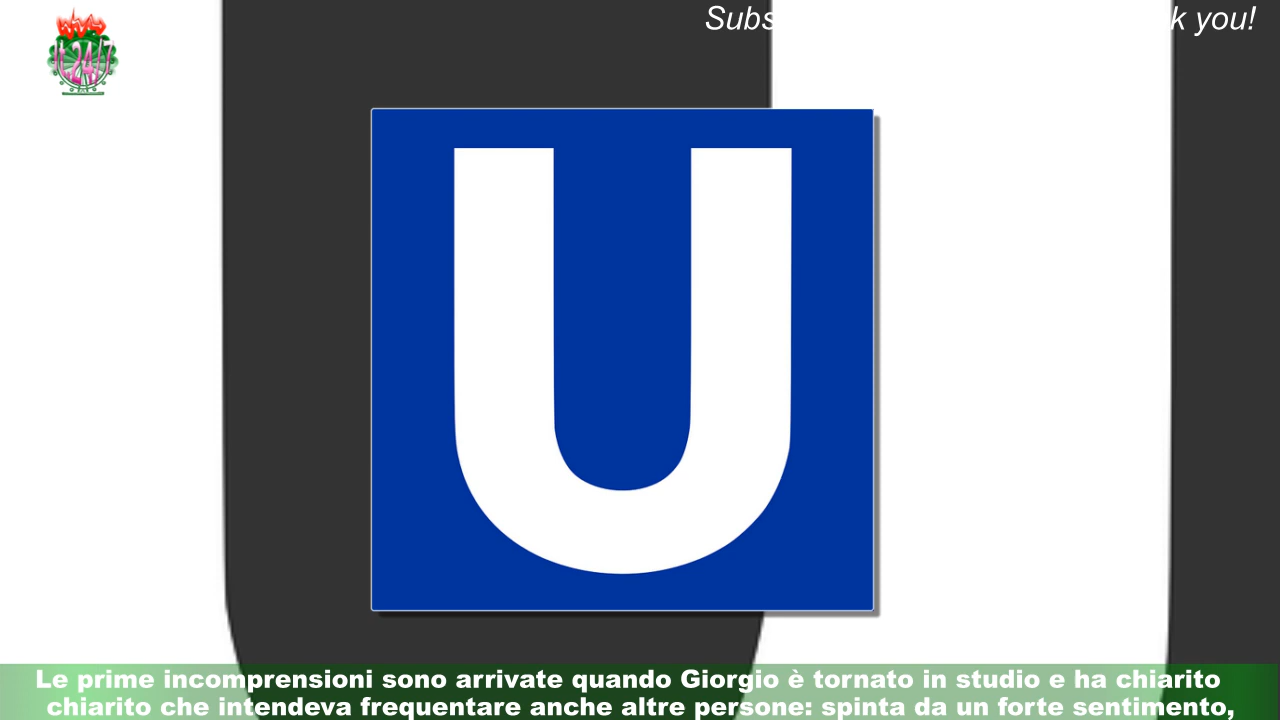 Subs k you!
U
Le prime incomprensioni sono arrivate quando Giorgio è tornato in studio e ha chiarito
chiarito che intendeva frequentare anche altre persone: spinta da un forte sentimento,